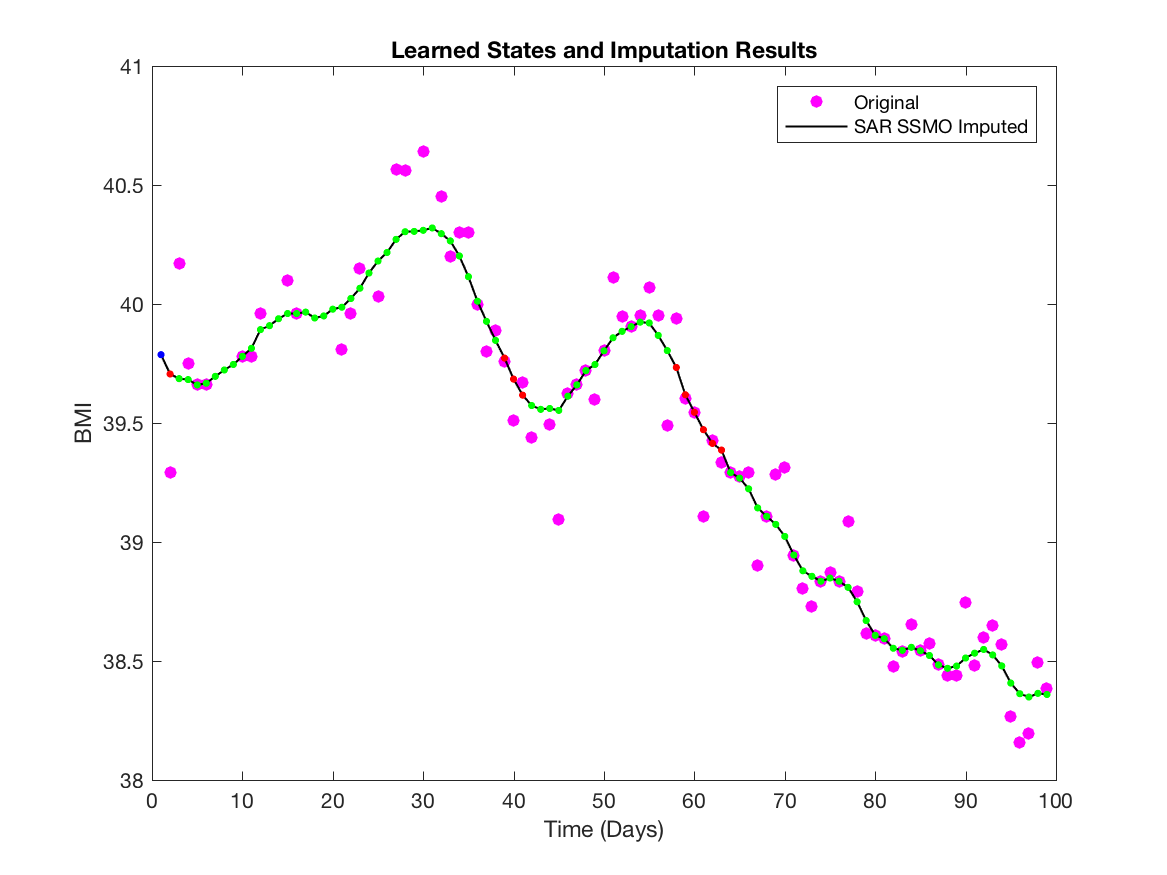 Learned States and Imputation Results
Original
SAR SSMO Imputed
BMI
41
40.5
40
39.5
39
38.5
38
0 10 20 30 40 50 60 70 80 90 100
Time (Days)